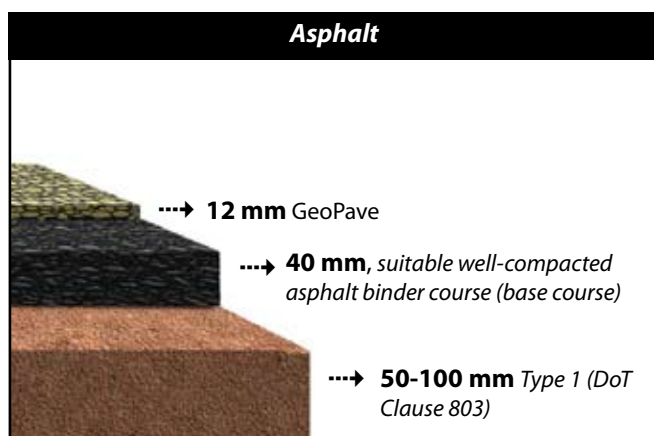 Asphalt
12 mm GeoPave
40 mm, suitable well-compacted
asphalt binder course (base course)
50-100 mm Type 1 (DoT
Clause 803)